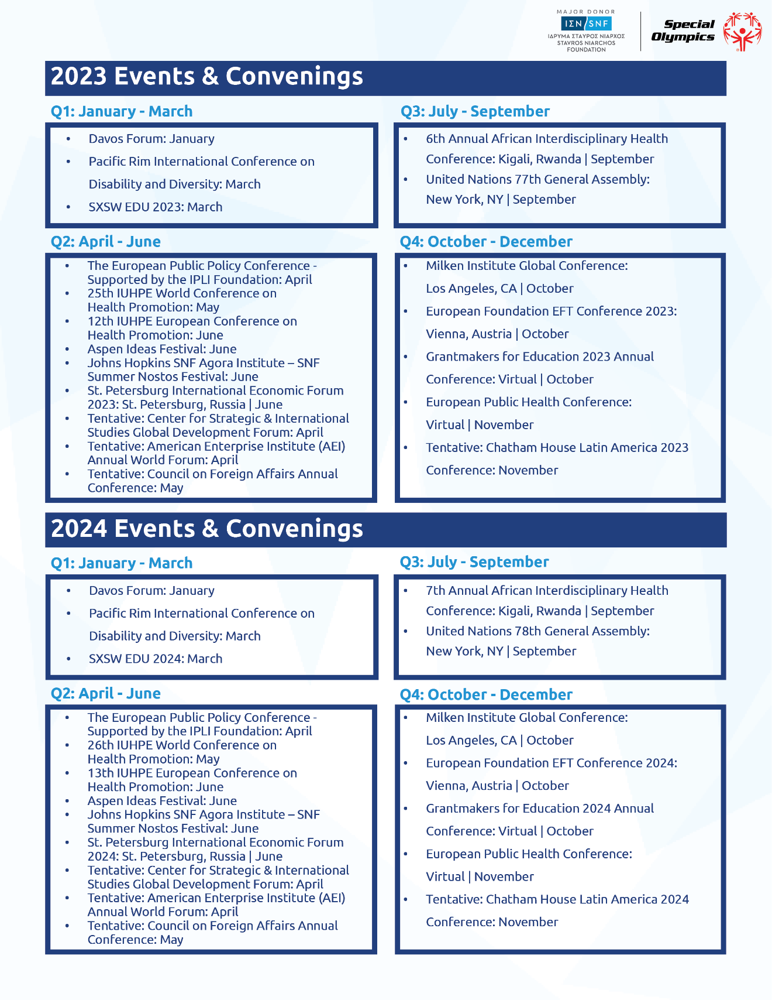 MAJOR DONOR
ΙΣΝ/SNF
ΙΔΡΥΜΑ ΣΤΑΥΡΟΣ ΝΙΑΡΧΟΣ
STAVROS NIARCHOS
FOUNDATION
Special
Olympics
2023 Events & Convenings
Q1: January - March
• Davos Forum: January
• Pacific Rim International Conference on
Disability and Diversity: March
• SXSW EDU 2023: March
Q3: July - September
• 6th Annual African Interdisciplinary Health
Conference: Kigali, Rwanda | September
• United Nations 77th General Assembly:
New York, NY | September
Q2: April - June
• The European Public Policy Conference -
Supported by the IPLI Foundation: April
• 25th IUHPE World Conference on
Health Promotion: May
• 12th IUHPE European Conference on
Health Promotion: June
• Aspen Ideas Festival: June
• Johns Hopkins SNF Agora Institute – SNF
Summer Nostos Festival: June
• St. Petersburg International Economic Forum
2023: St. Petersburg, Russia | June
• Tentative: Center for Strategic & International
Studies Global Development Forum: April
• Tentative: American Enterprise Institute (AEI)
Annual World Forum: April
• Tentative: Council on Foreign Affairs Annual
Conference: May
Q4: October - December
• Milken Institute Global Conference:
Los Angeles, CA | October
• European Foundation EFT Conference 2023:
Vienna, Austria | October
• Grantmakers for Education 2023 Annual
Conference: Virtual | October
• European Public Health Conference:
Virtual | November
• Tentative: Chatham House Latin America 2023
Conference: November
2024 Events & Convenings
Q1: January - March
• Davos Forum: January
• Pacific Rim International Conference on
Disability and Diversity: March
• SXSW EDU 2024: March
Q3: July - September
• 7th Annual African Interdisciplinary Health
Conference: Kigali, Rwanda | September
• United Nations 78th General Assembly:
New York, NY | September
Q2: April - June
• The European Public Policy Conference -
Supported by the IPLI Foundation: April
• 26th IUHPE World Conference on
Health Promotion: May
• 13th IUHPE European Conference on
Health Promotion: June
• Aspen Ideas Festival: June
• Johns Hopkins SNF Agora Institute – SNF
Summer Nostos Festival: June
• St. Petersburg International Economic Forum
2024: St. Petersburg, Russia | June
• Tentative: Center for Strategic & International
Studies Global Development Forum: April
• Tentative: American Enterprise Institute (AEI)
Annual World Forum: April
• Tentative: Council on Foreign Affairs Annual
Conference: May
Q4: October - December
• Milken Institute Global Conference:
Los Angeles, CA | October
• European Foundation EFT Conference 2024:
Vienna, Austria | October
• Grantmakers for Education 2024 Annual
Conference: Virtual | October
• European Public Health Conference:
Virtual | November
• Tentative: Chatham House Latin America 2024
Conference: November